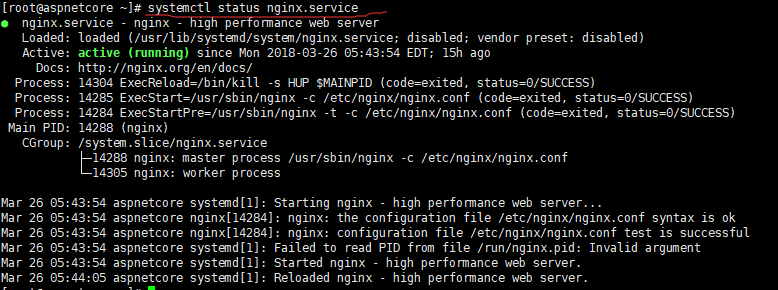 [root@aspnetcore ~]# systemctl status nginx.service
● nginx.service - nginx - high performance web server
Loaded: loaded (/usr/lib/systemd/system/nginx.service; disabled; vendor preset: disabled)
Active: active (running) since Mon 2018-03-26 05:43:54 EDT; 15h ago
Docs: http://nginx.org/en/docs/
Process: 14304 ExecReload=/bin/kill -s HUP $MAINPID (code=exited, status=0/SUCCESS)
Process: 14285 ExecStart=/usr/sbin/nginx -c /etc/nginx/nginx.conf (code=exited, status=0/SUCCESS)
Process: 14284 ExecStartPre=/usr/sbin/nginx -t -c /etc/nginx/nginx.conf (code=exited, status=0/SUCCESS)
Main PID: 14288 (nginx)
CGroup: /system.slice/nginx.service
├─14288 nginx: master process /usr/sbin/nginx -c /etc/nginx/nginx.conf
└─14305 nginx: worker process
Mar 26 05:43:54 aspnetcore systemd[1]: Starting nginx - high performance web server...
Mar 26 05:43:54 aspnetcore nginx[14284]: nginx: the configuration file /etc/nginx/nginx.conf syntax is ok
Mar 26 05:43:54 aspnetcore nginx[14284]: nginx: configuration file /etc/nginx/nginx.conf test is successful
Mar 26 05:43:54 aspnetcore systemd[1]: Failed to read PID from file /run/nginx.pid: Invalid argument
Mar 26 05:43:54 aspnetcore systemd[1]: Started nginx - high performance web server.
Mar 26 05:44:05 aspnetcore systemd[1]: Reloaded nginx - high performance web server.
[root@aspnetcore ~]#